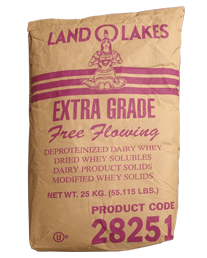 LAND O LAKES
EXTRA GRADE
Free Flowing
DEPROTEINIZED DAIRY WHEY
DRIED WHEY SOLUBLES
DAIRY PRODUCT SOLIDS
MODIFIED WHEY SOLIDS
NET WT. 25 KG. (55.115 LBS.)
PRODUCT CODE
28251